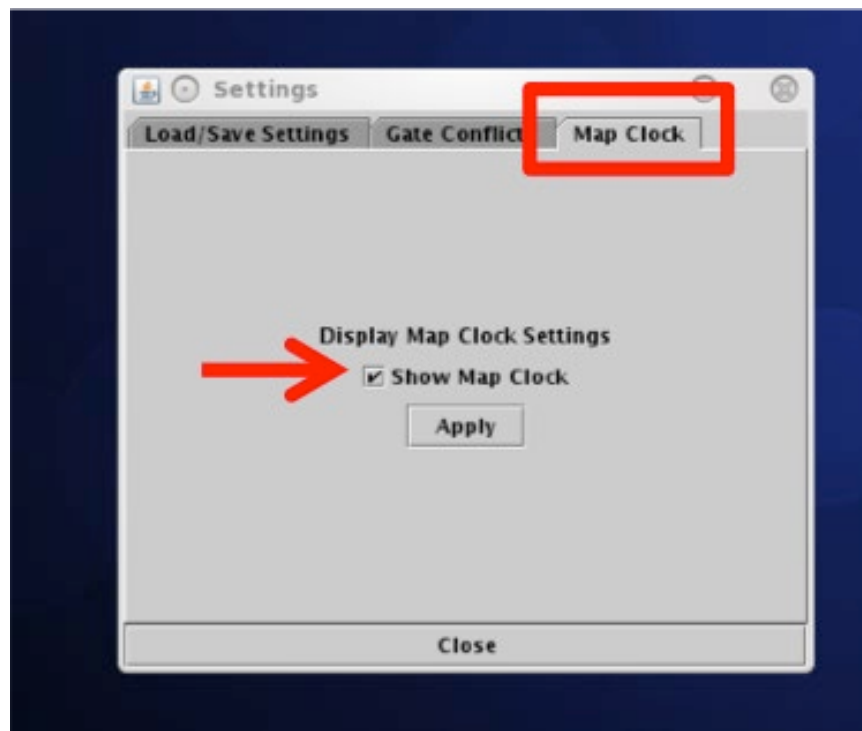 Settings
Load/Save Settings Gate Conflict Map Clock
Display Map Clock Settings
Show Map Clock
Apply
Close